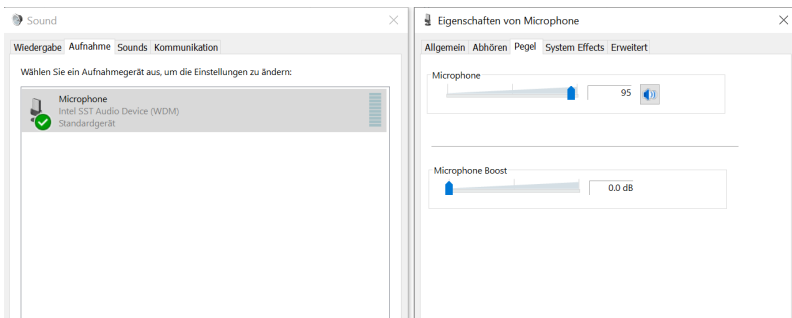 Sound
Wiedergabe Aufnahme Sounds Kommunikation
Wählen Sie ein Aufnahmegerät aus, um die Einstellungen zu ändern:
Microphone
Intel SST Audio Device (WDM)
Standardgerät
Eigenschaften von Microphone
Allgemein Abhören Pegel System Effects Erweitert
Microphone
95
Microphone Boost
0.0 dB